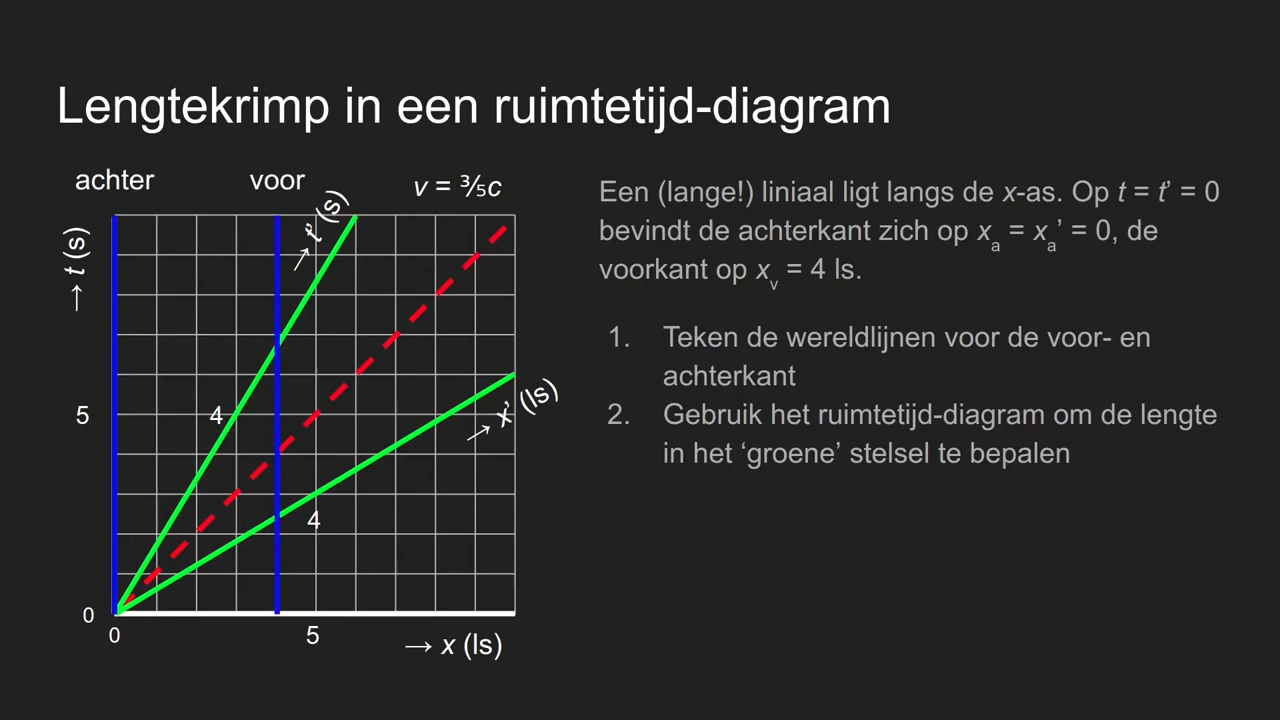 Lengtekrimp in een ruimtetijd-diagram
achter
voor
v = ⅗c
→ t (s)
→ t’ (s)
5
4
→ x’ (ls)
4
0
0
5
→ x (ls)
Een (lange!) liniaal ligt langs de x-as. Op t = t’ = 0
bevindt de achterkant zich op xₐ = xₐ’ = 0, de
voorkant op xᵥ = 4 ls.
1. Teken de wereldlijnen voor de voor- en
achterkant
2. Gebruik het ruimtetijd-diagram om de lengte
in het ‘groene’ stelsel te bepalen